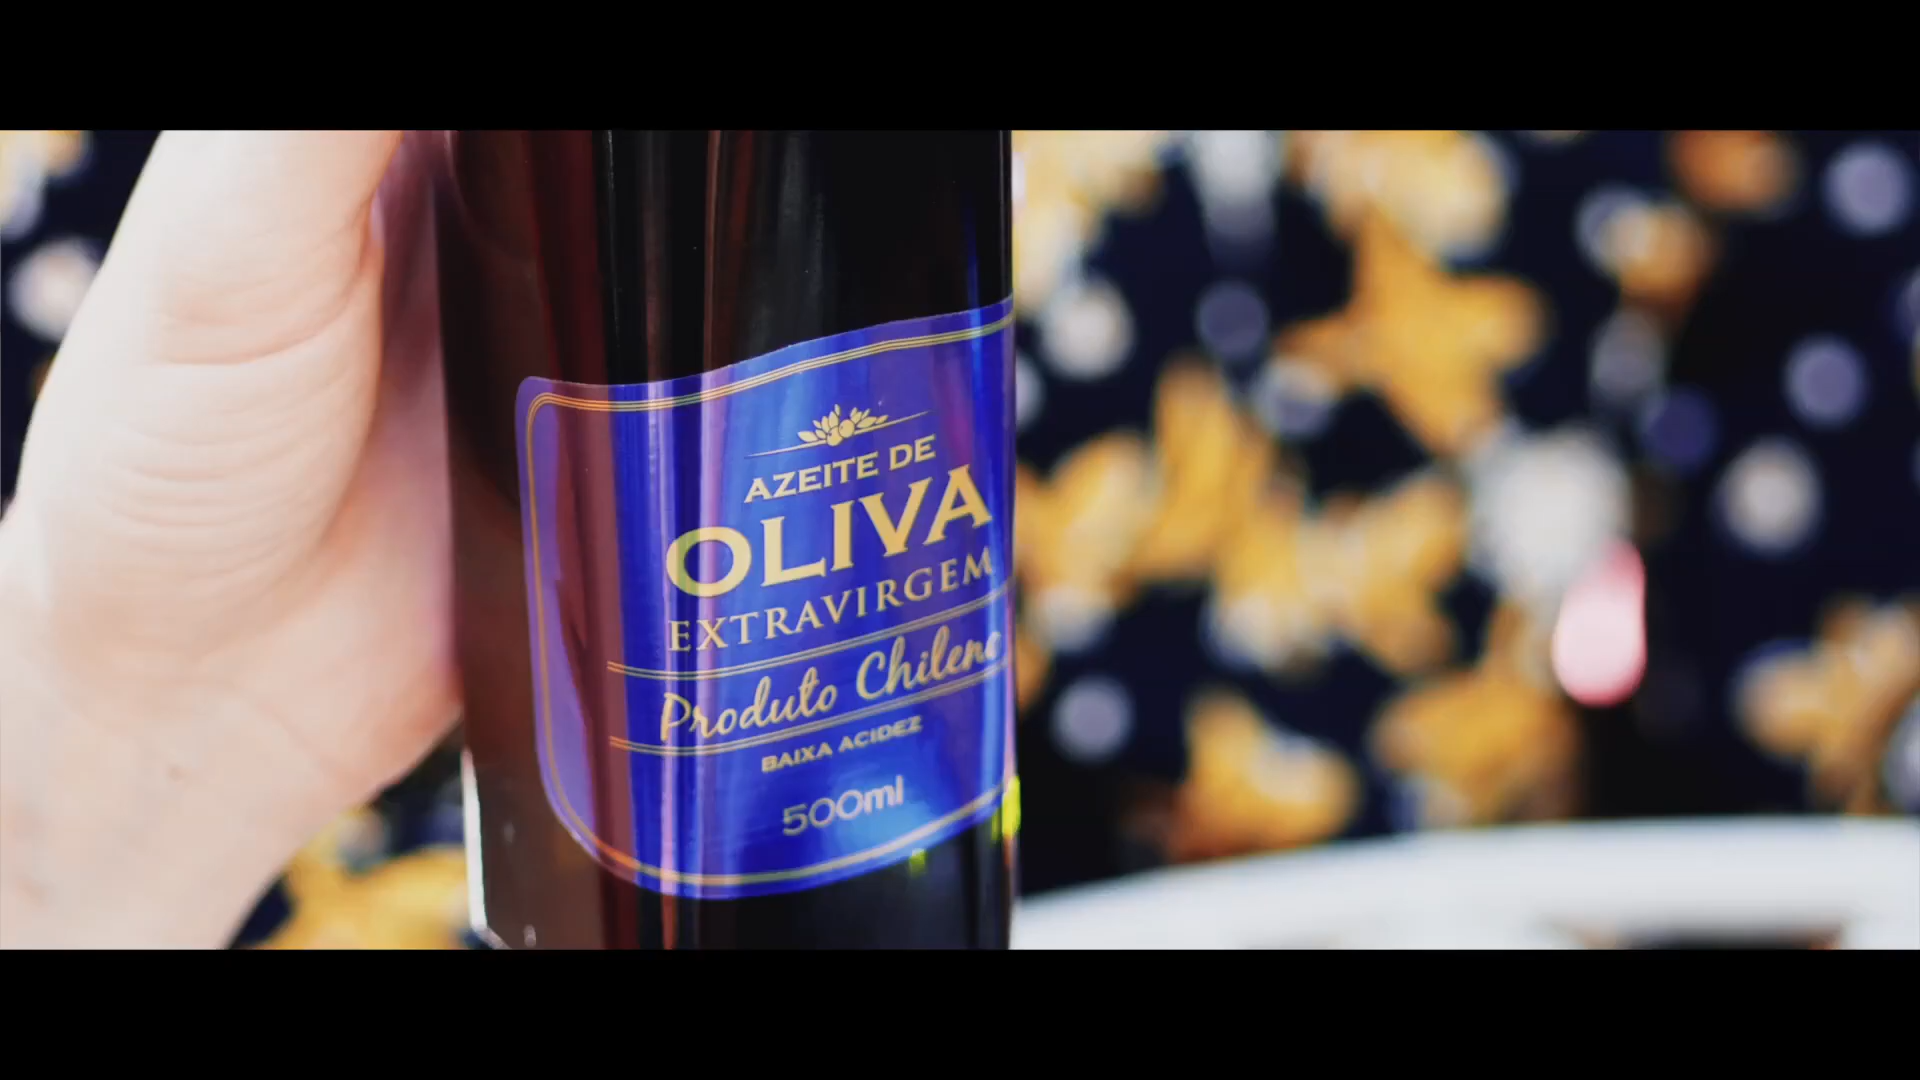 AZEITE DE
OLIVA
EXTRAVIRGEM
Produto Chileno
BAIXA ACIDEZ
500ml